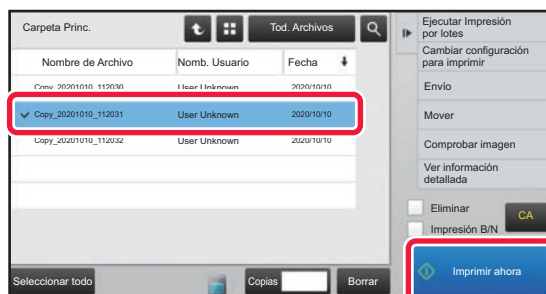 Carpeta Princ.
Tod. Archivos
Nombre de Archivo Nomb. Usuario Fecha
Copy_20201010_112030 User Unknown 2020/10/10
Copy_20201010_112031 User Unknown 2020/10/10
Copy_20201010_112032 User Unknown 2020/10/10
Seleccionar todo
Copias
Borrar
Ejecutar Impresión
por lotes
Cambiar configuración
para imprimir
Envío
Mover
Comprobar imagen
Ver información
detallada
Eliminar
Impresión B/N
CA
Imprimir ahora